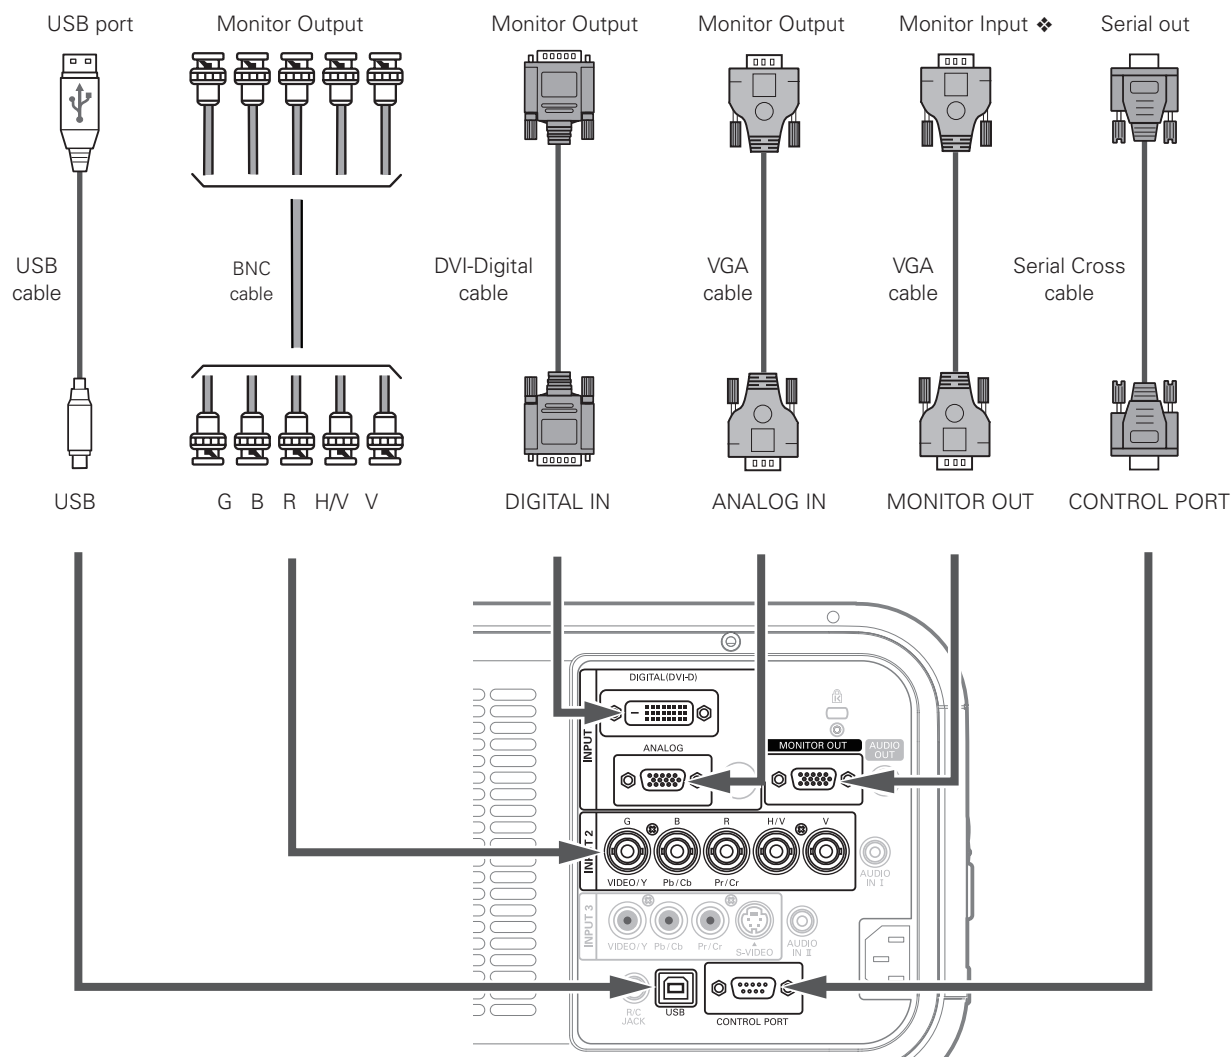 USB port
Monitor Output
Monitor Output
Monitor Output
Monitor Input ❖
Serial out
USB
cable
BNC
cable
DVI-Digital
cable
VGA
cable
VGA
cable
Serial Cross
cable
USB
G B R H/V V
DIGITAL IN
ANALOG IN
MONITOR OUT
CONTROL PORT
DIGITAL(DVI-D)
INPUT
ANALOG
MONITOR OUT
AUDIO
OUT
INPUT 2
G B R H/V V
VIDEO/Y Pb/Cb Pr/Cr
AUDIO
IN I
INPUT 3
VIDEO/Y Pb/Cb Pr/Cr
S-VIDEO
AUDIO
IN II
R/C
JACK
USB
CONTROL PORT